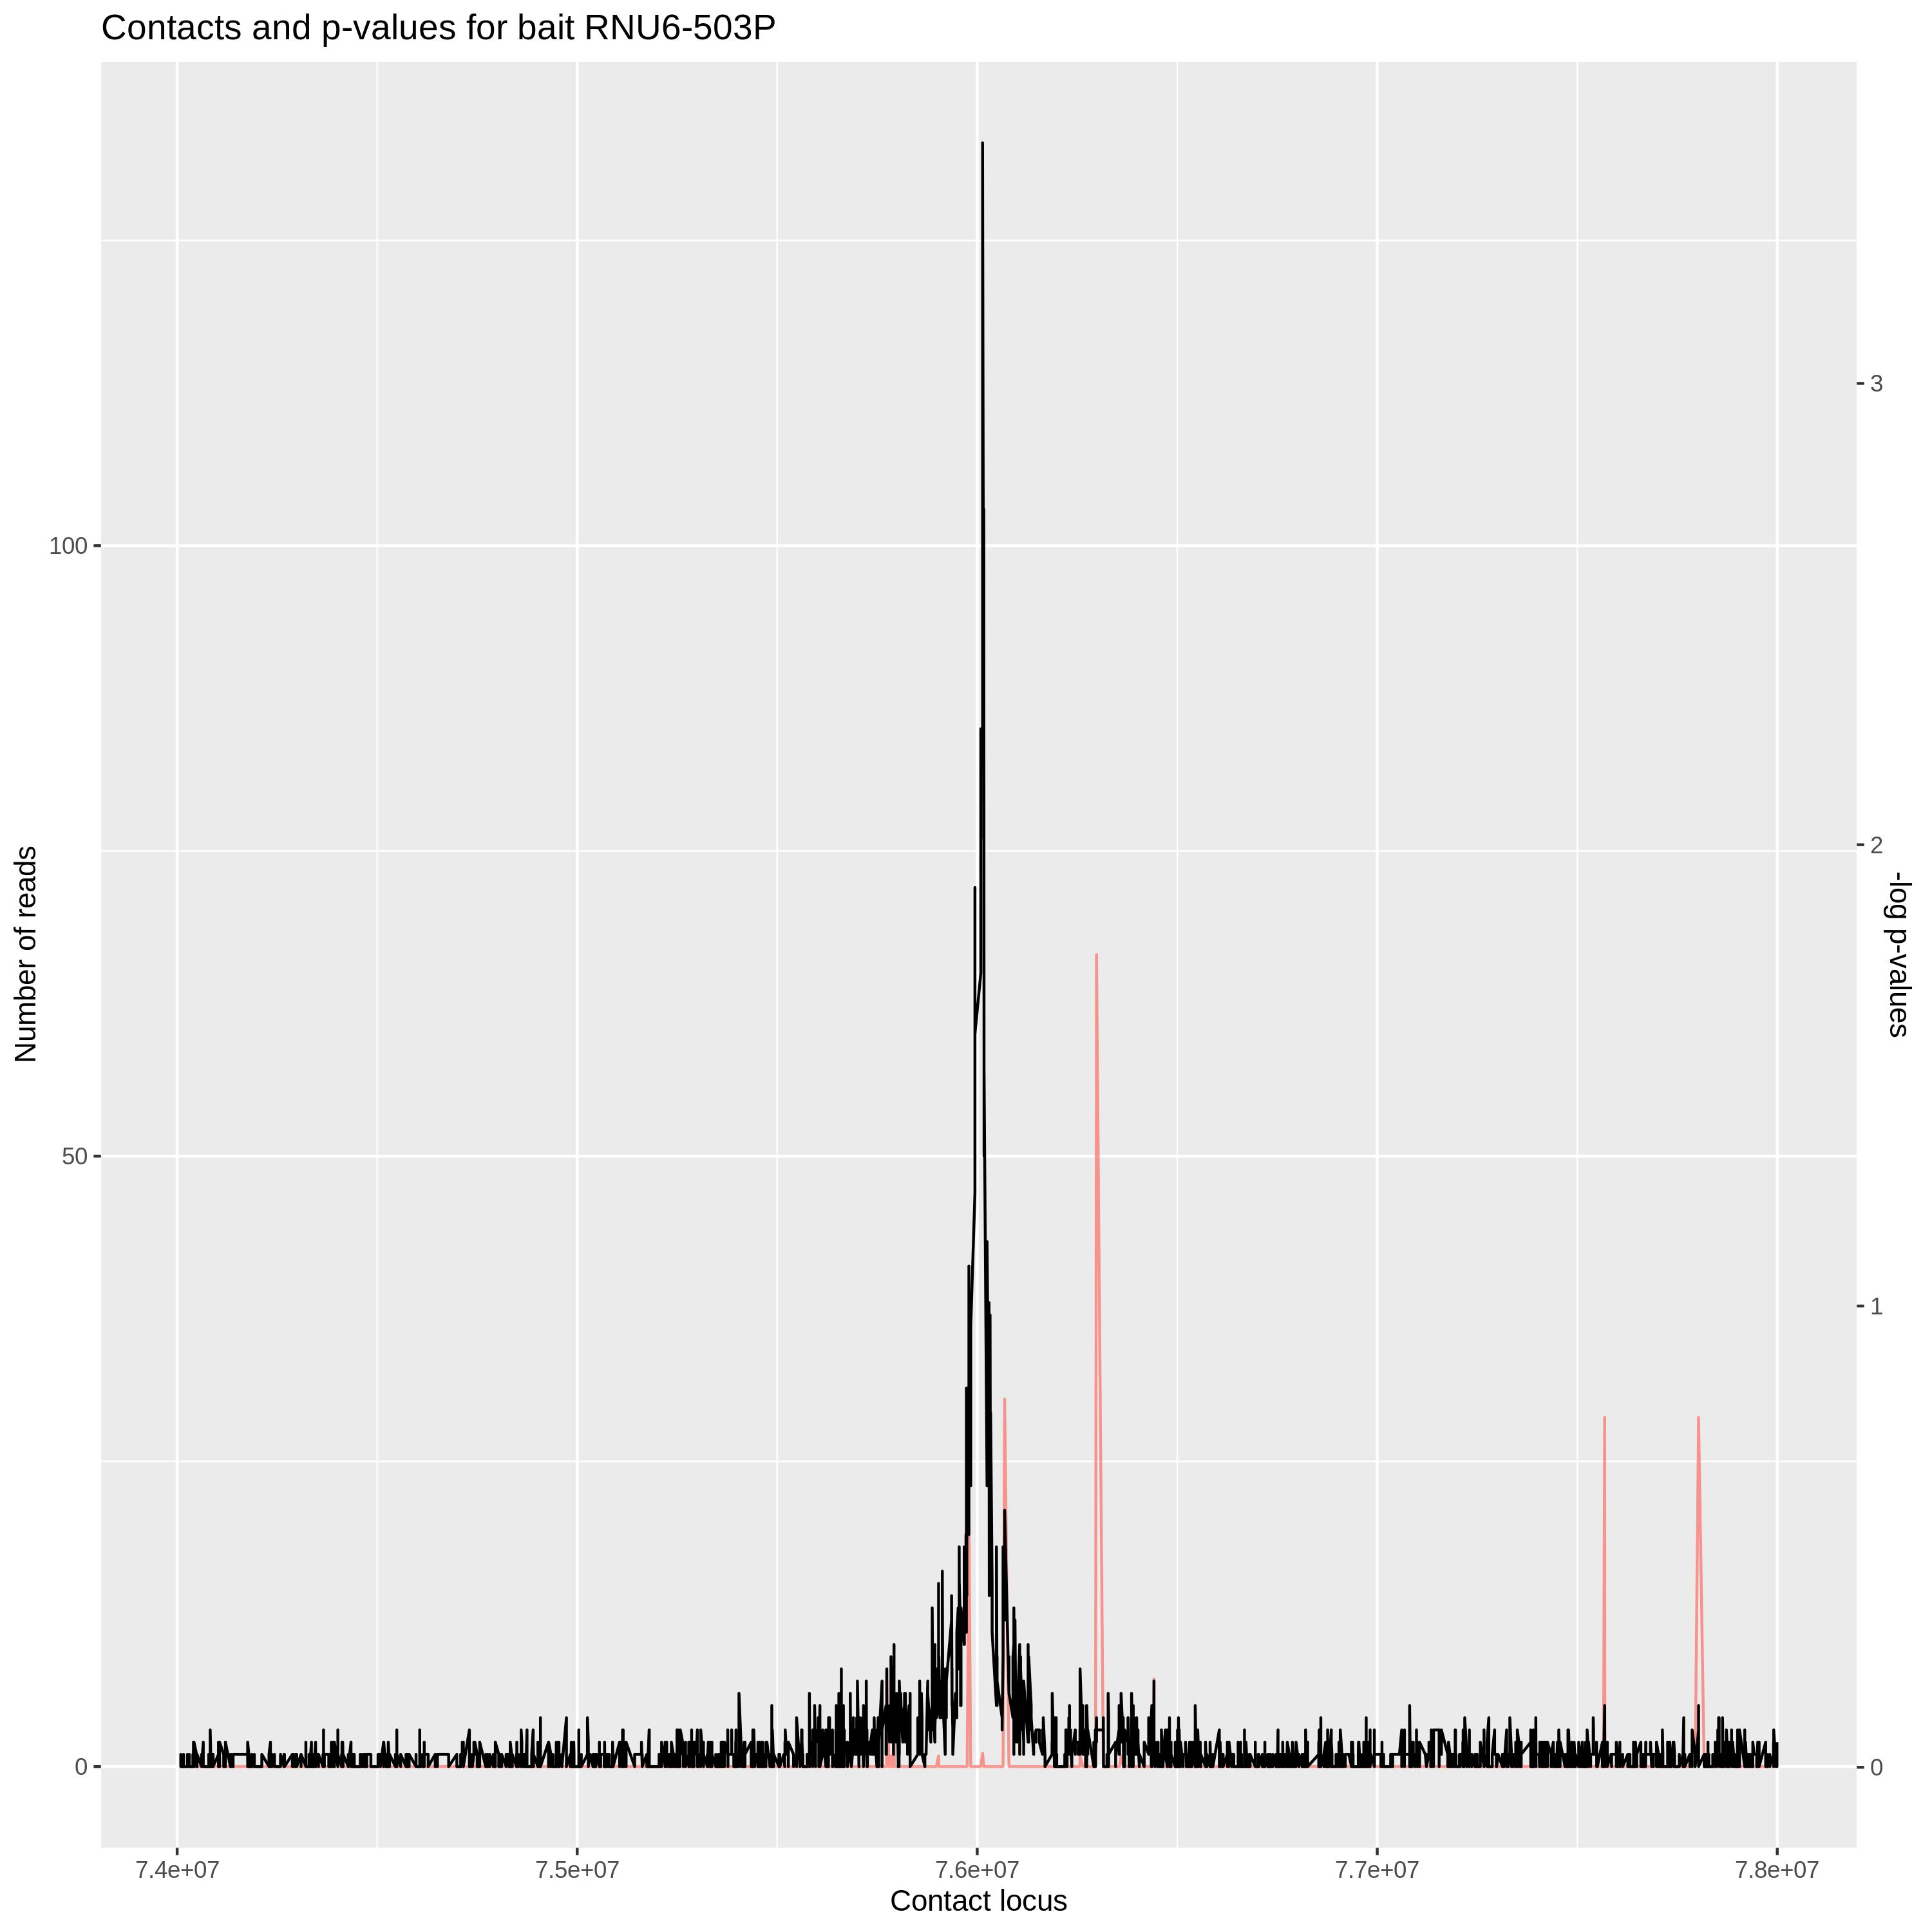 Contacts and p-values for bait RNU6-503P
100
50
0
Number of reads
3
2
1
0
-log p-values
7.4e+07 7.5e+07 7.6e+07 7.7e+07 7.8e+07
Contact locus